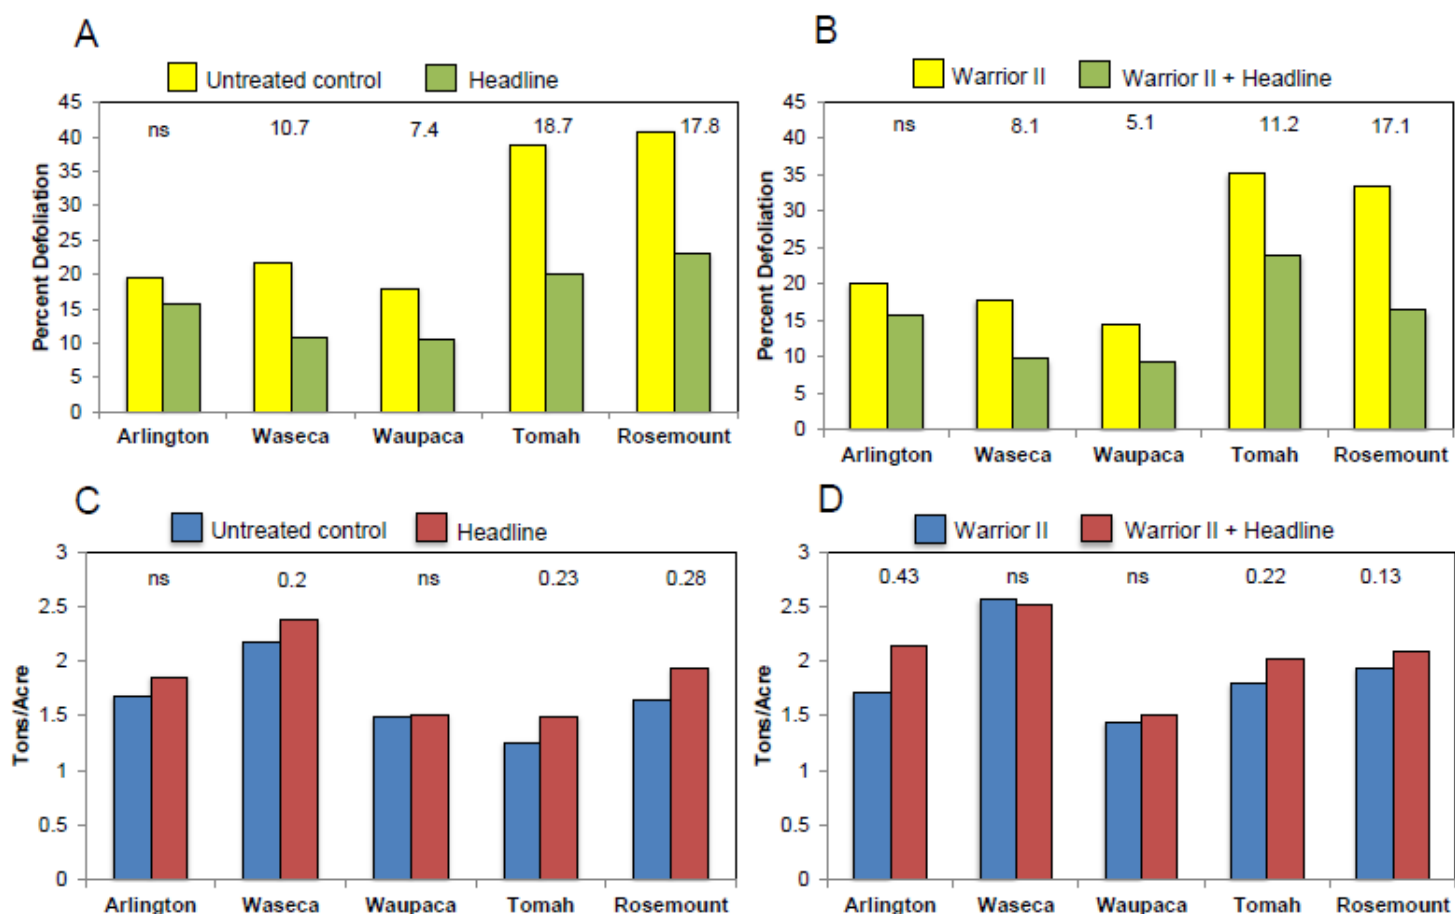 A
Untreated control Headline
45
40
35
30
25
20
15
10
5
0
Percent Defoliation
ns 10.7 7.4 18.7 17.8
Arlington Waseca Waupaca Tomah Rosemount
B
Warrior II Warrior II + Headline
45
40
35
30
25
20
15
10
5
0
Percent Defoliation
ns 8.1 5.1 11.2 17.1
Arlington Waseca Waupaca Tomah Rosemount
C
Untreated control Headline
3
2.5
2
1.5
1
0.5
0
Tons/Acre
ns 0.2 ns 0.23 0.28
Arlington Waseca Waupaca Tomah Rosemount
D
Warrior II Warrior II + Headline
3
2.5
2
1.5
1
0.5
0
Tons/Acre
0.43 ns ns 0.22 0.13
Arlington Waseca Waupaca Tomah Rosemount